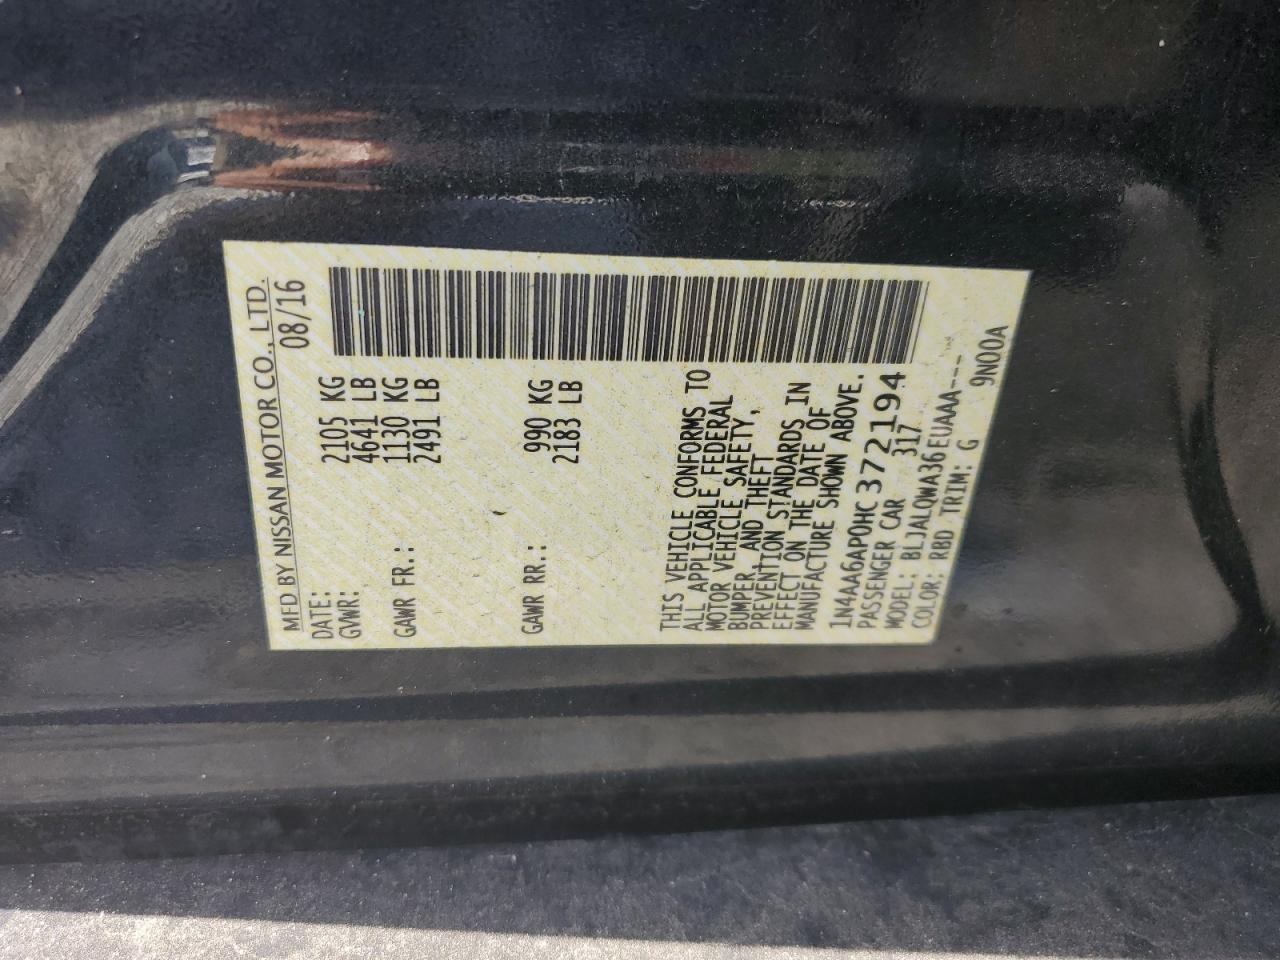 MFD BY NISSAN MOTOR CO., LTD.
DATE: 08/16
GVWR: 2105 KG
4641 LB
GAWR FR.: 1130 KG
2491 LB
GAWR RR.: 990 KG
2183 LB
THIS VEHICLE CONFORMS TO
ALL APPLICABLE FEDERAL
MOTOR VEHICLE SAFETY,
BUMPER, AND THEFT
PREVENTION STANDARDS IN
EFFECT ON THE DATE OF
MANUFACTURE SHOWN ABOVE.
1N4AA6AP0HC372194
PASSENGER CAR 317
MODEL: BLJALQWA36EUAAA---
COLOR: RBD TRIM: G 9N00A